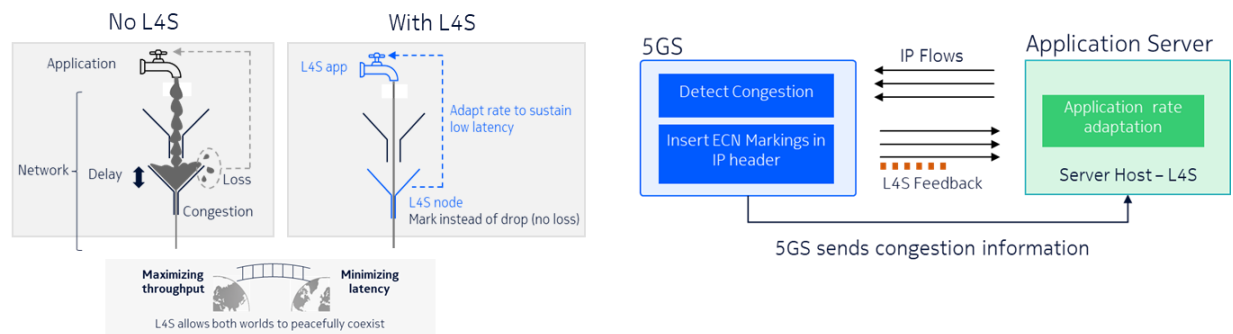 No L4S
Application
Network
Delay
Loss
Congestion
With L4S
L4S app
Adapt rate to sustain
low latency
L4S node
Mark instead of drop (no loss)
Maximizing
throughput
Minimizing
latency
L4S allows both worlds to peacefully coexist
5GS
Detect Congestion
Insert ECN Markings in
IP header
IP Flows
L4S Feedback
Application Server
Application rate
adaptation
Server Host – L4S
5GS sends congestion information